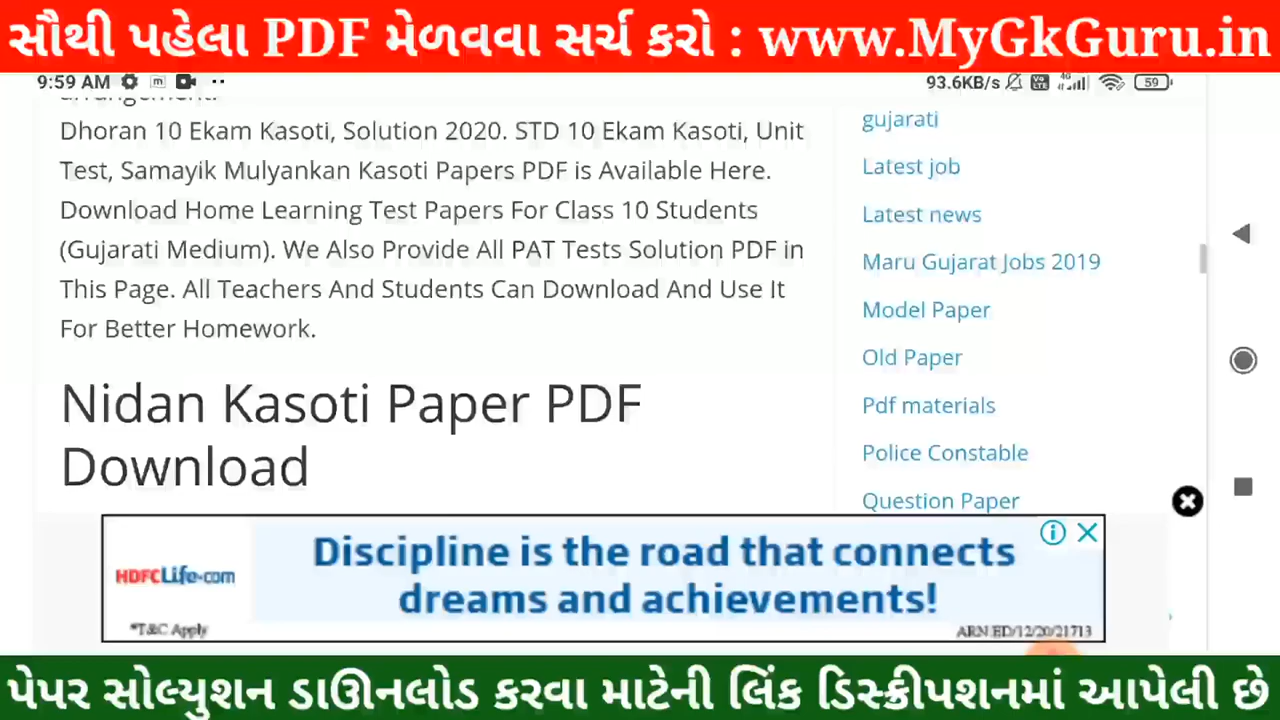 સૌથી પહેલા PDF મેળવવા સર્ચ કરો : www.MyGkGuru.in
9:59 AM
93.6KB/s
59
arrangement.
Dhoran 10 Ekam Kasoti, Solution 2020. STD 10 Ekam Kasoti, Unit
Test, Samayik Mulyankan Kasoti Papers PDF is Available Here.
Download Home Learning Test Papers For Class 10 Students
(Gujarati Medium). We Also Provide All PAT Tests Solution PDF in
This Page. All Teachers And Students Can Download And Use It
For Better Homework.
Nidan Kasoti Paper PDF
Download
gujarati
Latest job
Latest news
Maru Gujarat Jobs 2019
Model Paper
Old Paper
Pdf materials
Police Constable
Question Paper
HDFCLife.com
Discipline is the road that connects
dreams and achievements!
*T&C Apply
ARN:ED/12/20/21713
પેપર સોલ્યુશન ડાઊનલોડ કરવા માટેની લિંક ડિસ્ક્રીપશનમાં આપેલી છે